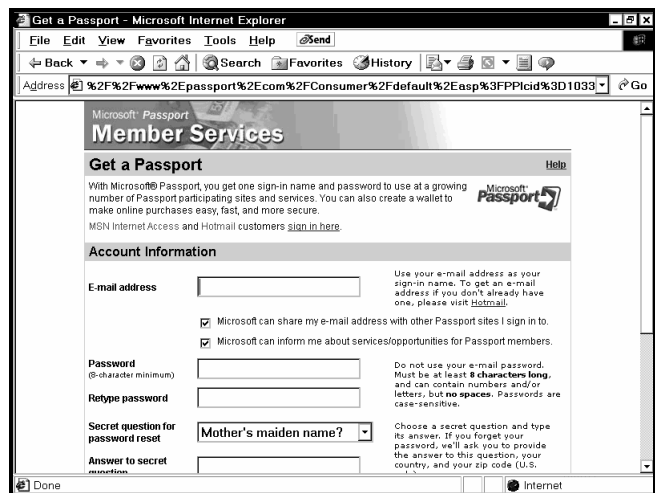 Get a Passport - Microsoft Internet Explorer
File Edit View Favorites Tools Help Send
Back Search Favorites History
Address %2F%2Fwww%2Epassport%2Ecom%2FConsumer%2Fdefault%2Easp%3FPPlcid%3D1033 Go
Microsoft Passport
Member Services
Get a Passport Help
With Microsoft® Passport, you get one sign-in name and password to use at a growing
number of Passport participating sites and services. You can also create a wallet to
make online purchases easy, fast, and more secure.
Microsoft Passport
MSN Internet Access and Hotmail customers sign in here.
Account Information
E-mail address
Use your e-mail address as your
sign-in name. To get an e-mail
address if you don't already have
one, please visit Hotmail.
Microsoft can share my e-mail address with other Passport sites I sign in to.
Microsoft can inform me about services/opportunities for Passport members.
Password
(8-character minimum)
Retype password
Do not use your e-mail password.
Must be at least 8 characters long,
and can contain numbers and/or
letters, but no spaces. Passwords are
case-sensitive.
Secret question for
password reset
Mother's maiden name?
Choose a secret question and type
its answer. If you forget your
password, we'll ask you to provide
the answer to this question, your
country, and your zip code (U.S.
Answer to secret
question
Done Internet